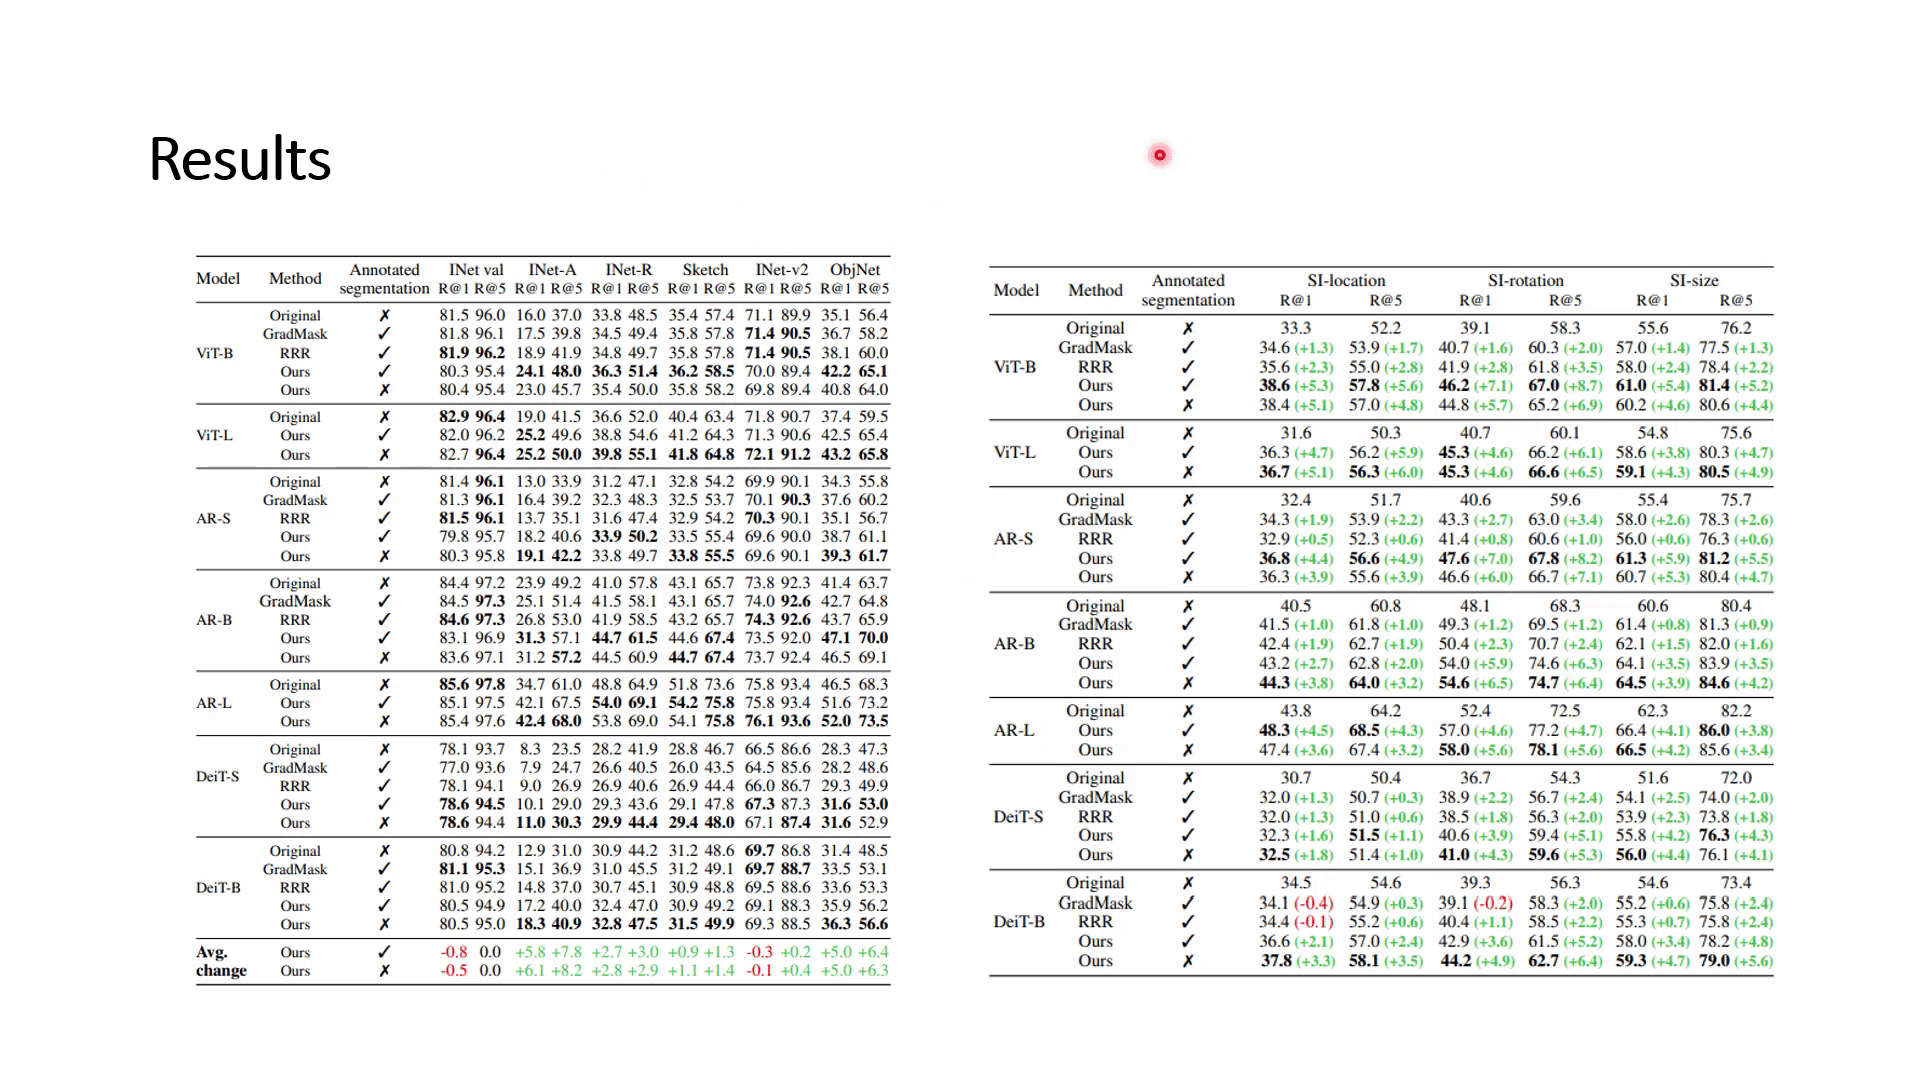 Results
Model Method Annotated segmentation INet val INet-A INet-R Sketch INet-v2 ObjNet
R@1 R@5 R@1 R@5 R@1 R@5 R@1 R@5 R@1 R@5 R@1 R@5
ViT-B
Original ✗ 81.5 96.0 16.0 37.0 33.8 48.5 35.4 57.4 71.1 89.9 35.1 56.4
GradMask ✓ 81.8 96.1 17.5 39.8 34.5 49.4 35.8 57.8 71.4 90.5 36.7 58.2
RRR ✓ 81.9 96.2 18.9 41.9 34.8 49.7 35.8 57.8 71.4 90.5 38.1 60.0
Ours ✓ 80.3 95.4 24.1 48.0 36.3 51.4 36.2 58.5 70.0 89.4 42.2 65.1
Ours ✗ 80.4 95.4 23.0 45.7 35.4 50.0 35.8 58.2 69.8 89.4 40.8 64.0
ViT-L
Original ✗ 82.9 96.4 19.0 41.5 36.6 52.0 40.4 63.4 71.8 90.7 37.4 59.5
Ours ✓ 82.0 96.2 25.2 49.6 38.8 54.6 41.2 64.3 71.3 90.6 42.5 65.4
Ours ✗ 82.7 96.4 25.2 50.0 39.8 55.1 41.8 64.8 72.1 91.2 43.2 65.8
AR-S
Original ✗ 81.4 96.1 13.0 33.9 31.2 47.1 32.8 54.2 69.9 90.1 34.3 55.8
GradMask ✓ 81.3 96.1 16.4 39.2 32.3 48.3 32.5 53.7 70.1 90.3 37.6 60.2
RRR ✓ 81.5 96.1 13.7 35.1 31.6 47.4 32.9 54.2 70.3 90.1 35.1 56.7
Ours ✓ 79.8 95.7 18.2 40.6 33.9 50.2 33.5 55.4 69.6 90.0 38.7 61.1
Ours ✗ 80.3 95.8 19.1 42.2 33.8 49.7 33.8 55.5 69.6 90.1 39.3 61.7
AR-B
Original ✗ 84.4 97.2 23.9 49.2 41.0 57.8 43.1 65.7 73.8 92.3 41.4 63.7
GradMask ✓ 84.5 97.3 25.1 51.4 41.5 58.1 43.1 65.7 74.0 92.6 42.7 64.8
RRR ✓ 84.6 97.3 26.8 53.0 41.9 58.5 43.2 65.7 74.3 92.6 43.7 65.9
Ours ✓ 83.1 96.9 31.3 57.1 44.7 61.5 44.6 67.4 73.5 92.0 47.1 70.0
Ours ✗ 83.6 97.1 31.2 57.2 44.5 60.9 44.7 67.4 73.7 92.4 46.5 69.1
AR-L
Original ✗ 85.6 97.8 34.7 61.0 48.8 64.9 51.8 73.6 75.8 93.4 46.5 68.3
Ours ✓ 85.1 97.5 42.1 67.5 54.0 69.1 54.2 75.8 75.8 93.4 51.6 73.2
Ours ✗ 85.4 97.6 42.4 68.0 53.8 69.0 54.1 75.8 76.1 93.6 52.0 73.5
DeiT-S
Original ✗ 78.1 93.7 8.3 23.5 28.2 41.9 28.8 46.7 66.5 86.6 28.3 47.3
GradMask ✓ 77.0 93.6 7.9 24.7 26.6 40.5 26.0 43.5 64.5 85.6 28.2 48.6
RRR ✓ 78.1 94.1 9.0 26.9 26.9 40.6 26.9 44.4 66.0 86.7 29.3 49.9
Ours ✓ 78.6 94.5 10.1 29.0 29.3 43.6 29.1 47.8 67.3 87.3 31.6 53.0
Ours ✗ 78.6 94.4 11.0 30.3 29.9 44.4 29.4 48.0 67.1 87.4 31.6 52.9
DeiT-B
Original ✗ 80.8 94.2 12.9 31.0 30.9 44.2 31.2 48.6 69.7 86.8 31.4 48.5
GradMask ✓ 81.1 95.3 15.1 36.9 31.0 45.5 31.2 49.1 69.7 88.7 33.5 53.1
RRR ✓ 81.0 95.2 14.8 37.0 30.7 45.1 30.9 48.8 69.5 88.6 33.6 53.3
Ours ✓ 80.5 94.9 17.2 40.0 32.4 47.0 30.9 49.2 69.1 88.3 35.9 56.2
Ours ✗ 80.5 95.0 18.3 40.9 32.8 47.5 31.5 49.9 69.3 88.5 36.3 56.6
Avg. Ours ✓ -0.8 0.0 +5.8 +7.8 +2.7 +3.0 +0.9 +1.3 -0.3 +0.2 +5.0 +6.4
change Ours ✗ -0.5 0.0 +6.1 +8.2 +2.8 +2.9 +1.1 +1.4 -0.1 +0.4 +5.0 +6.3
Model Method Annotated segmentation SI-location SI-rotation SI-size
R@1 R@5 R@1 R@5 R@1 R@5
ViT-B
Original ✗ 33.3 52.2 39.1 58.3 55.6 76.2
GradMask ✓ 34.6 (+1.3) 53.9 (+1.7) 40.7 (+1.6) 60.3 (+2.0) 57.0 (+1.4) 77.5 (+1.3)
RRR ✓ 35.6 (+2.3) 55.0 (+2.8) 41.9 (+2.8) 61.8 (+3.5) 58.0 (+2.4) 78.4 (+2.2)
Ours ✓ 38.6 (+5.3) 57.8 (+5.6) 46.2 (+7.1) 67.0 (+8.7) 61.0 (+5.4) 81.4 (+5.2)
Ours ✗ 38.4 (+5.1) 57.0 (+4.8) 44.8 (+5.7) 65.2 (+6.9) 60.2 (+4.6) 80.6 (+4.4)
ViT-L
Original ✗ 31.6 50.3 40.7 60.1 54.8 75.6
Ours ✓ 36.3 (+4.7) 56.2 (+5.9) 45.3 (+4.6) 66.2 (+6.1) 58.6 (+3.8) 80.3 (+4.7)
Ours ✗ 36.7 (+5.1) 56.3 (+6.0) 45.3 (+4.6) 66.6 (+6.5) 59.1 (+4.3) 80.5 (+4.9)
AR-S
Original ✗ 32.4 51.7 40.6 59.6 55.4 75.7
GradMask ✓ 34.3 (+1.9) 53.9 (+2.2) 43.3 (+2.7) 63.0 (+3.4) 58.0 (+2.6) 78.3 (+2.6)
RRR ✓ 32.9 (+0.5) 52.3 (+0.6) 41.4 (+0.8) 60.6 (+1.0) 56.0 (+0.6) 76.3 (+0.6)
Ours ✓ 36.8 (+4.4) 56.6 (+4.9) 47.6 (+7.0) 67.8 (+8.2) 61.3 (+5.9) 81.2 (+5.5)
Ours ✗ 36.3 (+3.9) 55.6 (+3.9) 46.6 (+6.0) 66.7 (+7.1) 60.7 (+5.3) 80.4 (+4.7)
AR-B
Original ✗ 40.5 60.8 48.1 68.3 60.6 80.4
GradMask ✓ 41.5 (+1.0) 61.8 (+1.0) 49.3 (+1.2) 69.5 (+1.2) 61.4 (+0.8) 81.3 (+0.9)
RRR ✓ 42.4 (+1.9) 62.7 (+1.9) 50.4 (+2.3) 70.7 (+2.4) 62.1 (+1.5) 82.0 (+1.6)
Ours ✓ 43.2 (+2.7) 62.8 (+2.0) 54.0 (+5.9) 74.6 (+6.3) 64.1 (+3.5) 83.9 (+3.5)
Ours ✗ 44.3 (+3.8) 64.0 (+3.2) 54.6 (+6.5) 74.7 (+6.4) 64.5 (+3.9) 84.6 (+4.2)
AR-L
Original ✗ 43.8 64.2 52.4 72.5 62.3 82.2
Ours ✓ 48.3 (+4.5) 68.5 (+4.3) 57.0 (+4.6) 77.2 (+4.7) 66.4 (+4.1) 86.0 (+3.8)
Ours ✗ 47.4 (+3.6) 67.4 (+3.2) 58.0 (+5.6) 78.1 (+5.6) 66.5 (+4.2) 85.6 (+3.4)
DeiT-S
Original ✗ 30.7 50.4 36.7 54.3 51.6 72.0
GradMask ✓ 32.0 (+1.3) 50.7 (+0.3) 38.9 (+2.2) 56.7 (+2.4) 54.1 (+2.5) 74.0 (+2.0)
RRR ✓ 32.0 (+1.3) 51.0 (+0.6) 38.5 (+1.8) 56.3 (+2.0) 53.9 (+2.3) 73.8 (+1.8)
Ours ✓ 32.3 (+1.6) 51.5 (+1.1) 40.6 (+3.9) 59.4 (+5.1) 55.8 (+4.2) 76.3 (+4.3)
Ours ✗ 32.5 (+1.8) 51.4 (+1.0) 41.0 (+4.3) 59.6 (+5.3) 56.0 (+4.4) 76.1 (+4.1)
DeiT-B
Original ✗ 34.5 54.6 39.3 56.3 54.6 73.4
GradMask ✓ 34.1 (-0.4) 54.9 (+0.3) 39.1 (-0.2) 58.3 (+2.0) 55.2 (+0.6) 75.8 (+2.4)
RRR ✓ 34.4 (-0.1) 55.2 (+0.6) 40.4 (+1.1) 58.5 (+2.2) 55.3 (+0.7) 75.8 (+2.4)
Ours ✓ 36.6 (+2.1) 57.0 (+2.4) 42.9 (+3.6) 61.5 (+5.2) 58.0 (+3.4) 78.2 (+4.8)
Ours ✗ 37.8 (+3.3) 58.1 (+3.5) 44.2 (+4.9) 62.7 (+6.4) 59.3 (+4.7) 79.0 (+5.6)